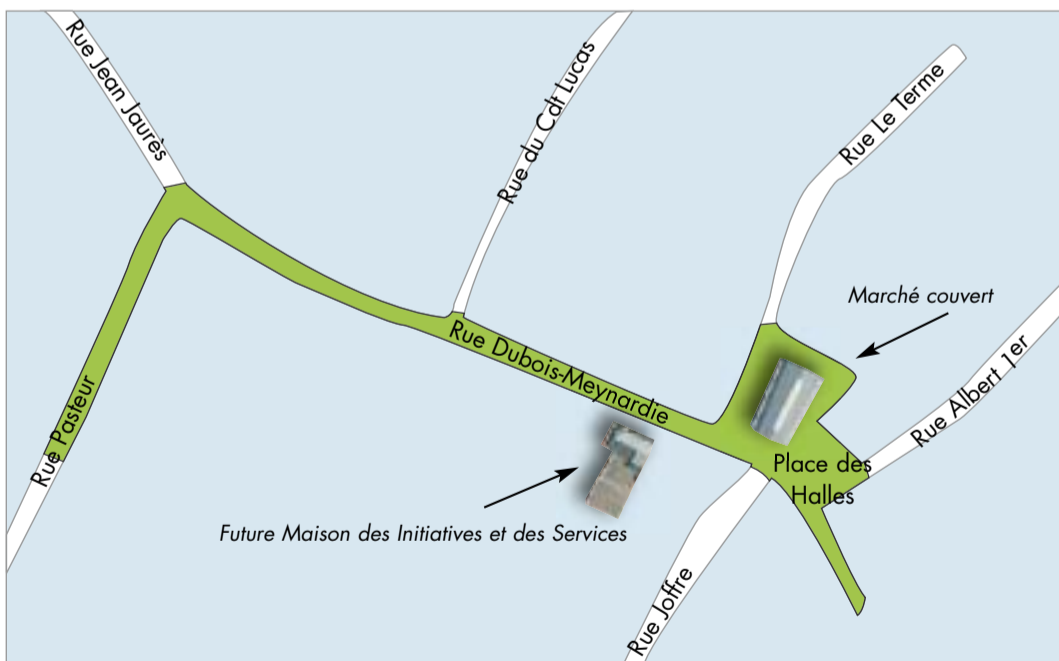 Rue Jean Jaurès
Rue du Cdt Lucas
Rue Le Terme
Marché couvert
Rue Albert 1er
Rue Dubois-Meynardie
Rue Pasteur
Place des
Halles
Future Maison des Initiatives et des Services
Rue Joffre